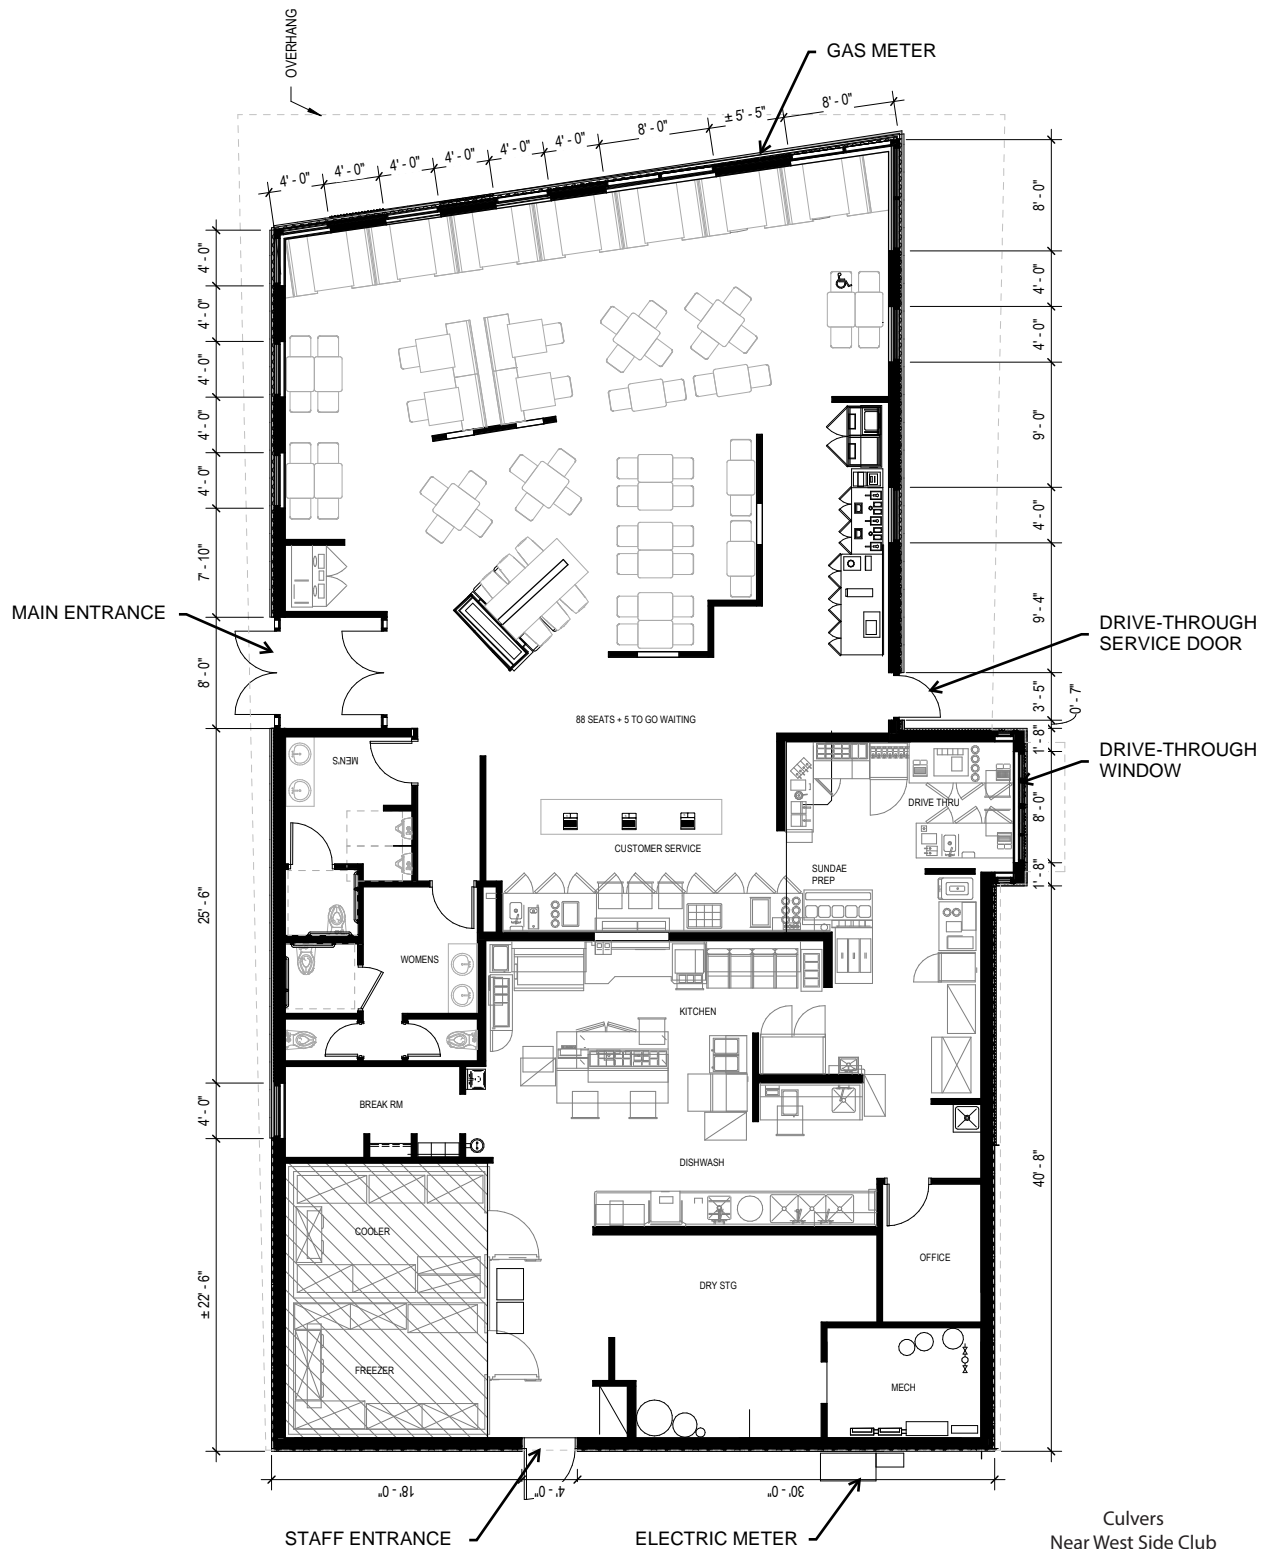 OVERHANG
GAS METER
4' - 0"
4' - 0"
4' - 0"
4' - 0"
4' - 0"
4' - 0"
8' - 0"
± 5' - 5"
8' - 0"
4' - 0"
4' - 0"
4' - 0"
4' - 0"
4' - 0"
7' - 10"
8' - 0"
25' - 6"
4' - 0"
± 22' - 6"
8' - 0"
4' - 0"
4' - 0"
9' - 0"
4' - 0"
9' - 4"
3' - 5"
0' - 7"
1' - 8"
8' - 0"
1' - 8"
40' - 8"
MAIN ENTRANCE
DRIVE-THROUGH
SERVICE DOOR
DRIVE-THROUGH
WINDOW
88 SEATS + 5 TO GO WAITING
MEN'S
DRIVE THRU
CUSTOMER SERVICE
SUNDAE
PREP
WOMENS
KITCHEN
BREAK RM
DISHWASH
COOLER
OFFICE
DRY STG
FREEZER
MECH
18' - 0"
4' - 0"
30' - 0"
STAFF ENTRANCE
ELECTRIC METER
Culvers
Near West Side Club